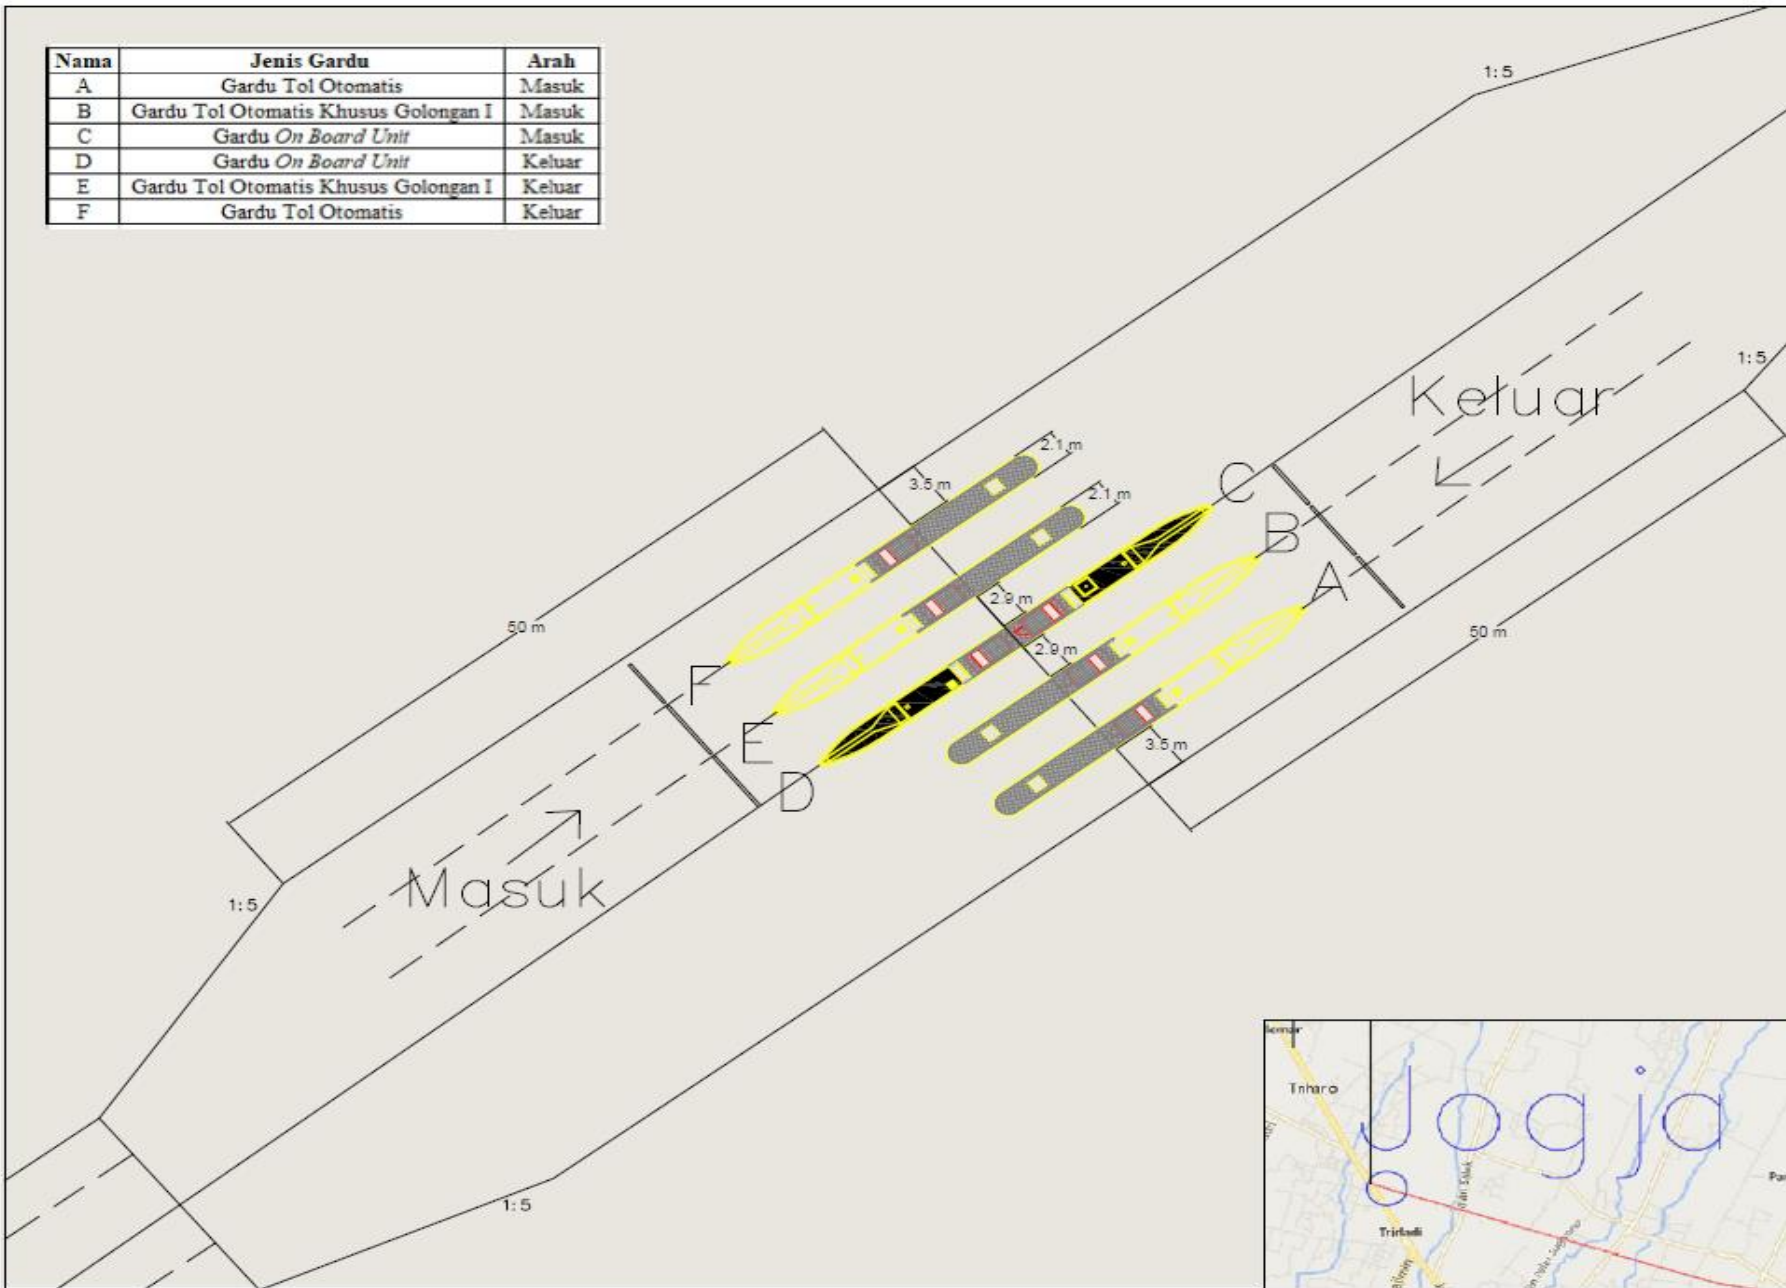 Nama Jenis Gardu Arah
A Gardu Tol Otomatis Masuk
B Gardu Tol Otomatis Khusus Golongan I Masuk
C Gardu On Board Unit Masuk
D Gardu On Board Unit Keluar
E Gardu Tol Otomatis Khusus Golongan I Keluar
F Gardu Tol Otomatis Keluar
1:5
1:5
Keluar
2.1 m
3.5 m
2.1 m
C
B
A
2.9 m
2.9 m
50 m
50 m
F
E
D
3.5 m
Masuk
1:5
1:5
Jogja